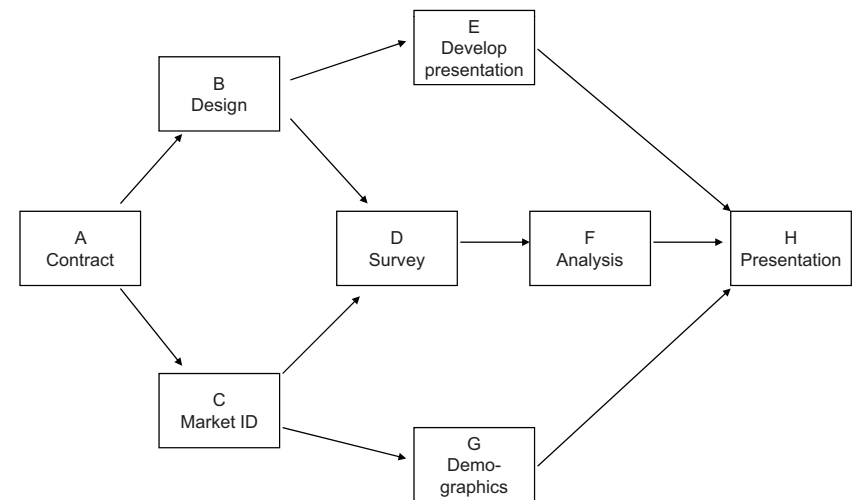 E
Develop
presentation
B
Design
A
Contract
D
Survey
F
Analysis
H
Presentation
C
Market ID
G
Demo-
graphics